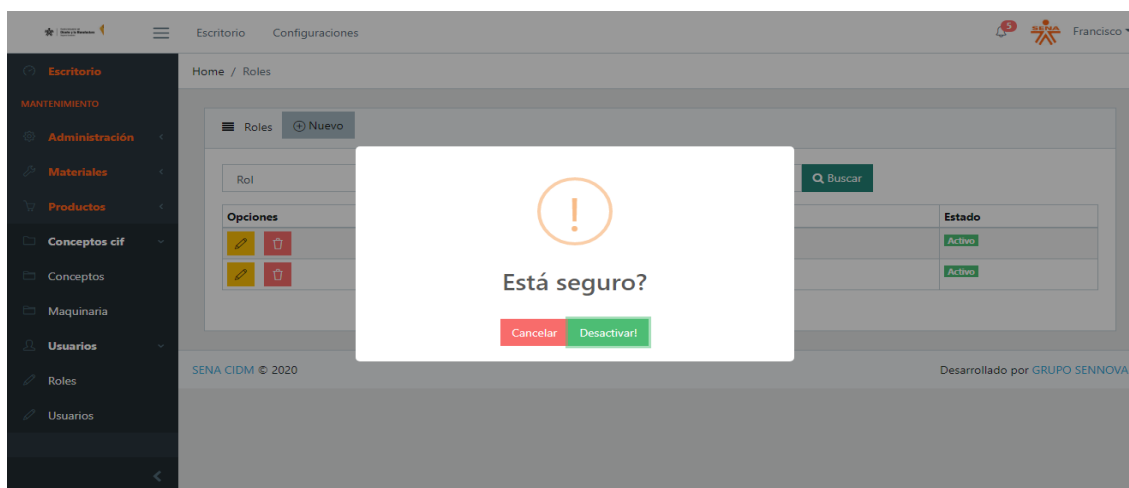 Escritorio Configuraciones 5 SENA Francisco
Escritorio
Home / Roles
MANTENIMIENTO
Administración
Materiales
Productos
Conceptos cif
Conceptos
Maquinaria
Usuarios
Roles
Usuarios
Roles Nuevo
Rol
Buscar
Opciones Estado
Activo
Activo
Está seguro?
Cancelar Desactivar!
SENA CIDM © 2020 Desarrollado por GRUPO SENNOVA